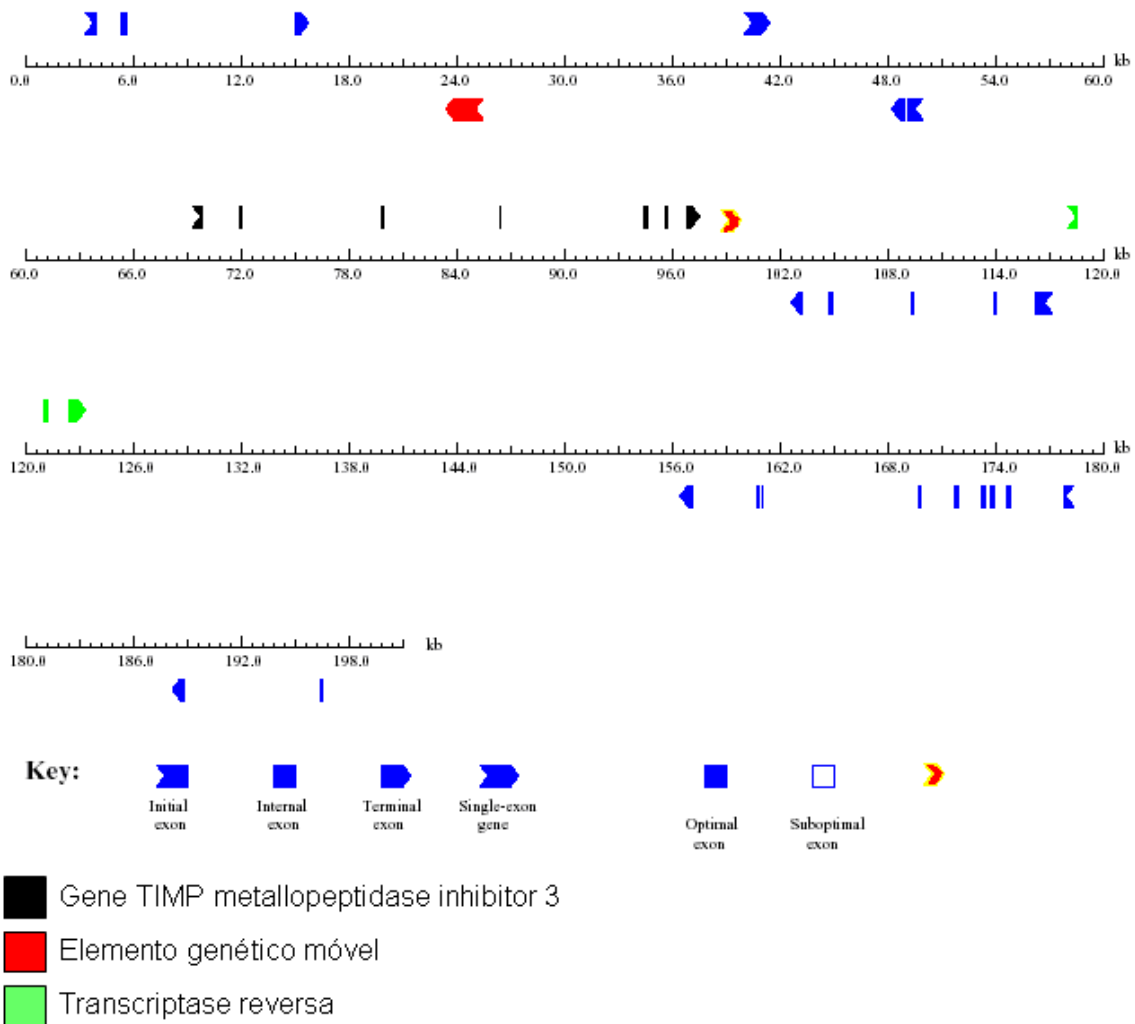 kb
0.0 6.0 12.0 18.0 24.0 30.0 36.0 42.0 48.0 54.0 60.0
kb
60.0 66.0 72.0 78.0 84.0 90.0 96.0 102.0 108.0 114.0 120.0
kb
120.0 126.0 132.0 138.0 144.0 150.0 156.0 162.0 168.0 174.0 180.0
kb
180.0 186.0 192.0 198.0
Key:
Initial exon
Internal exon
Terminal exon
Single-exon gene
Optimal exon
Suboptimal exon
Gene TIMP metallopeptidase inhibitor 3
Elemento genético móvel
Transcriptase reversa